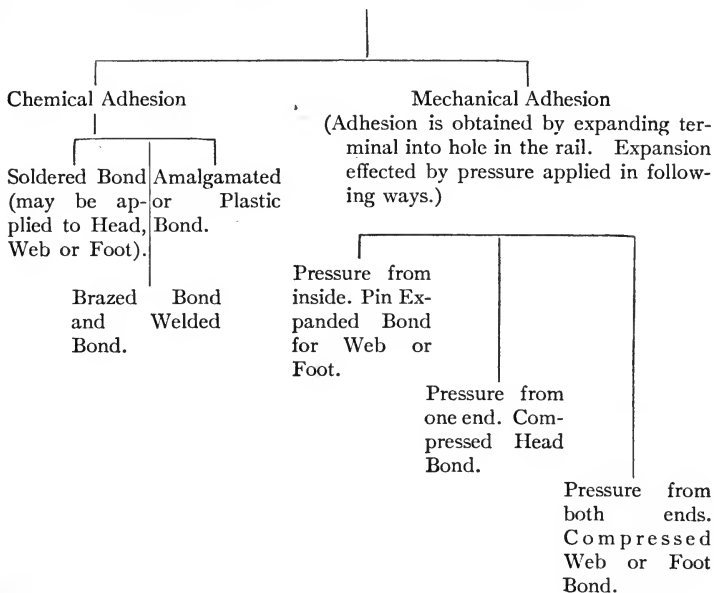 Chemical Adhesion
Soldered Bond
(may be ap-
plied to Head,
Web or Foot).
Amalgamated
or Plastic
Bond.
Brazed Bond
and Welded
Bond.
Mechanical Adhesion
(Adhesion is obtained by expanding ter-
minal into hole in the rail. Expansion
effected by pressure applied in follow-
ing ways.)
Pressure from
inside. Pin Ex-
panded Bond
for Web or
Foot.
Pressure from
one end. Com-
pressed Head
Bond.
Pressure from
both ends.
Compressed
Web or Foot
Bond.